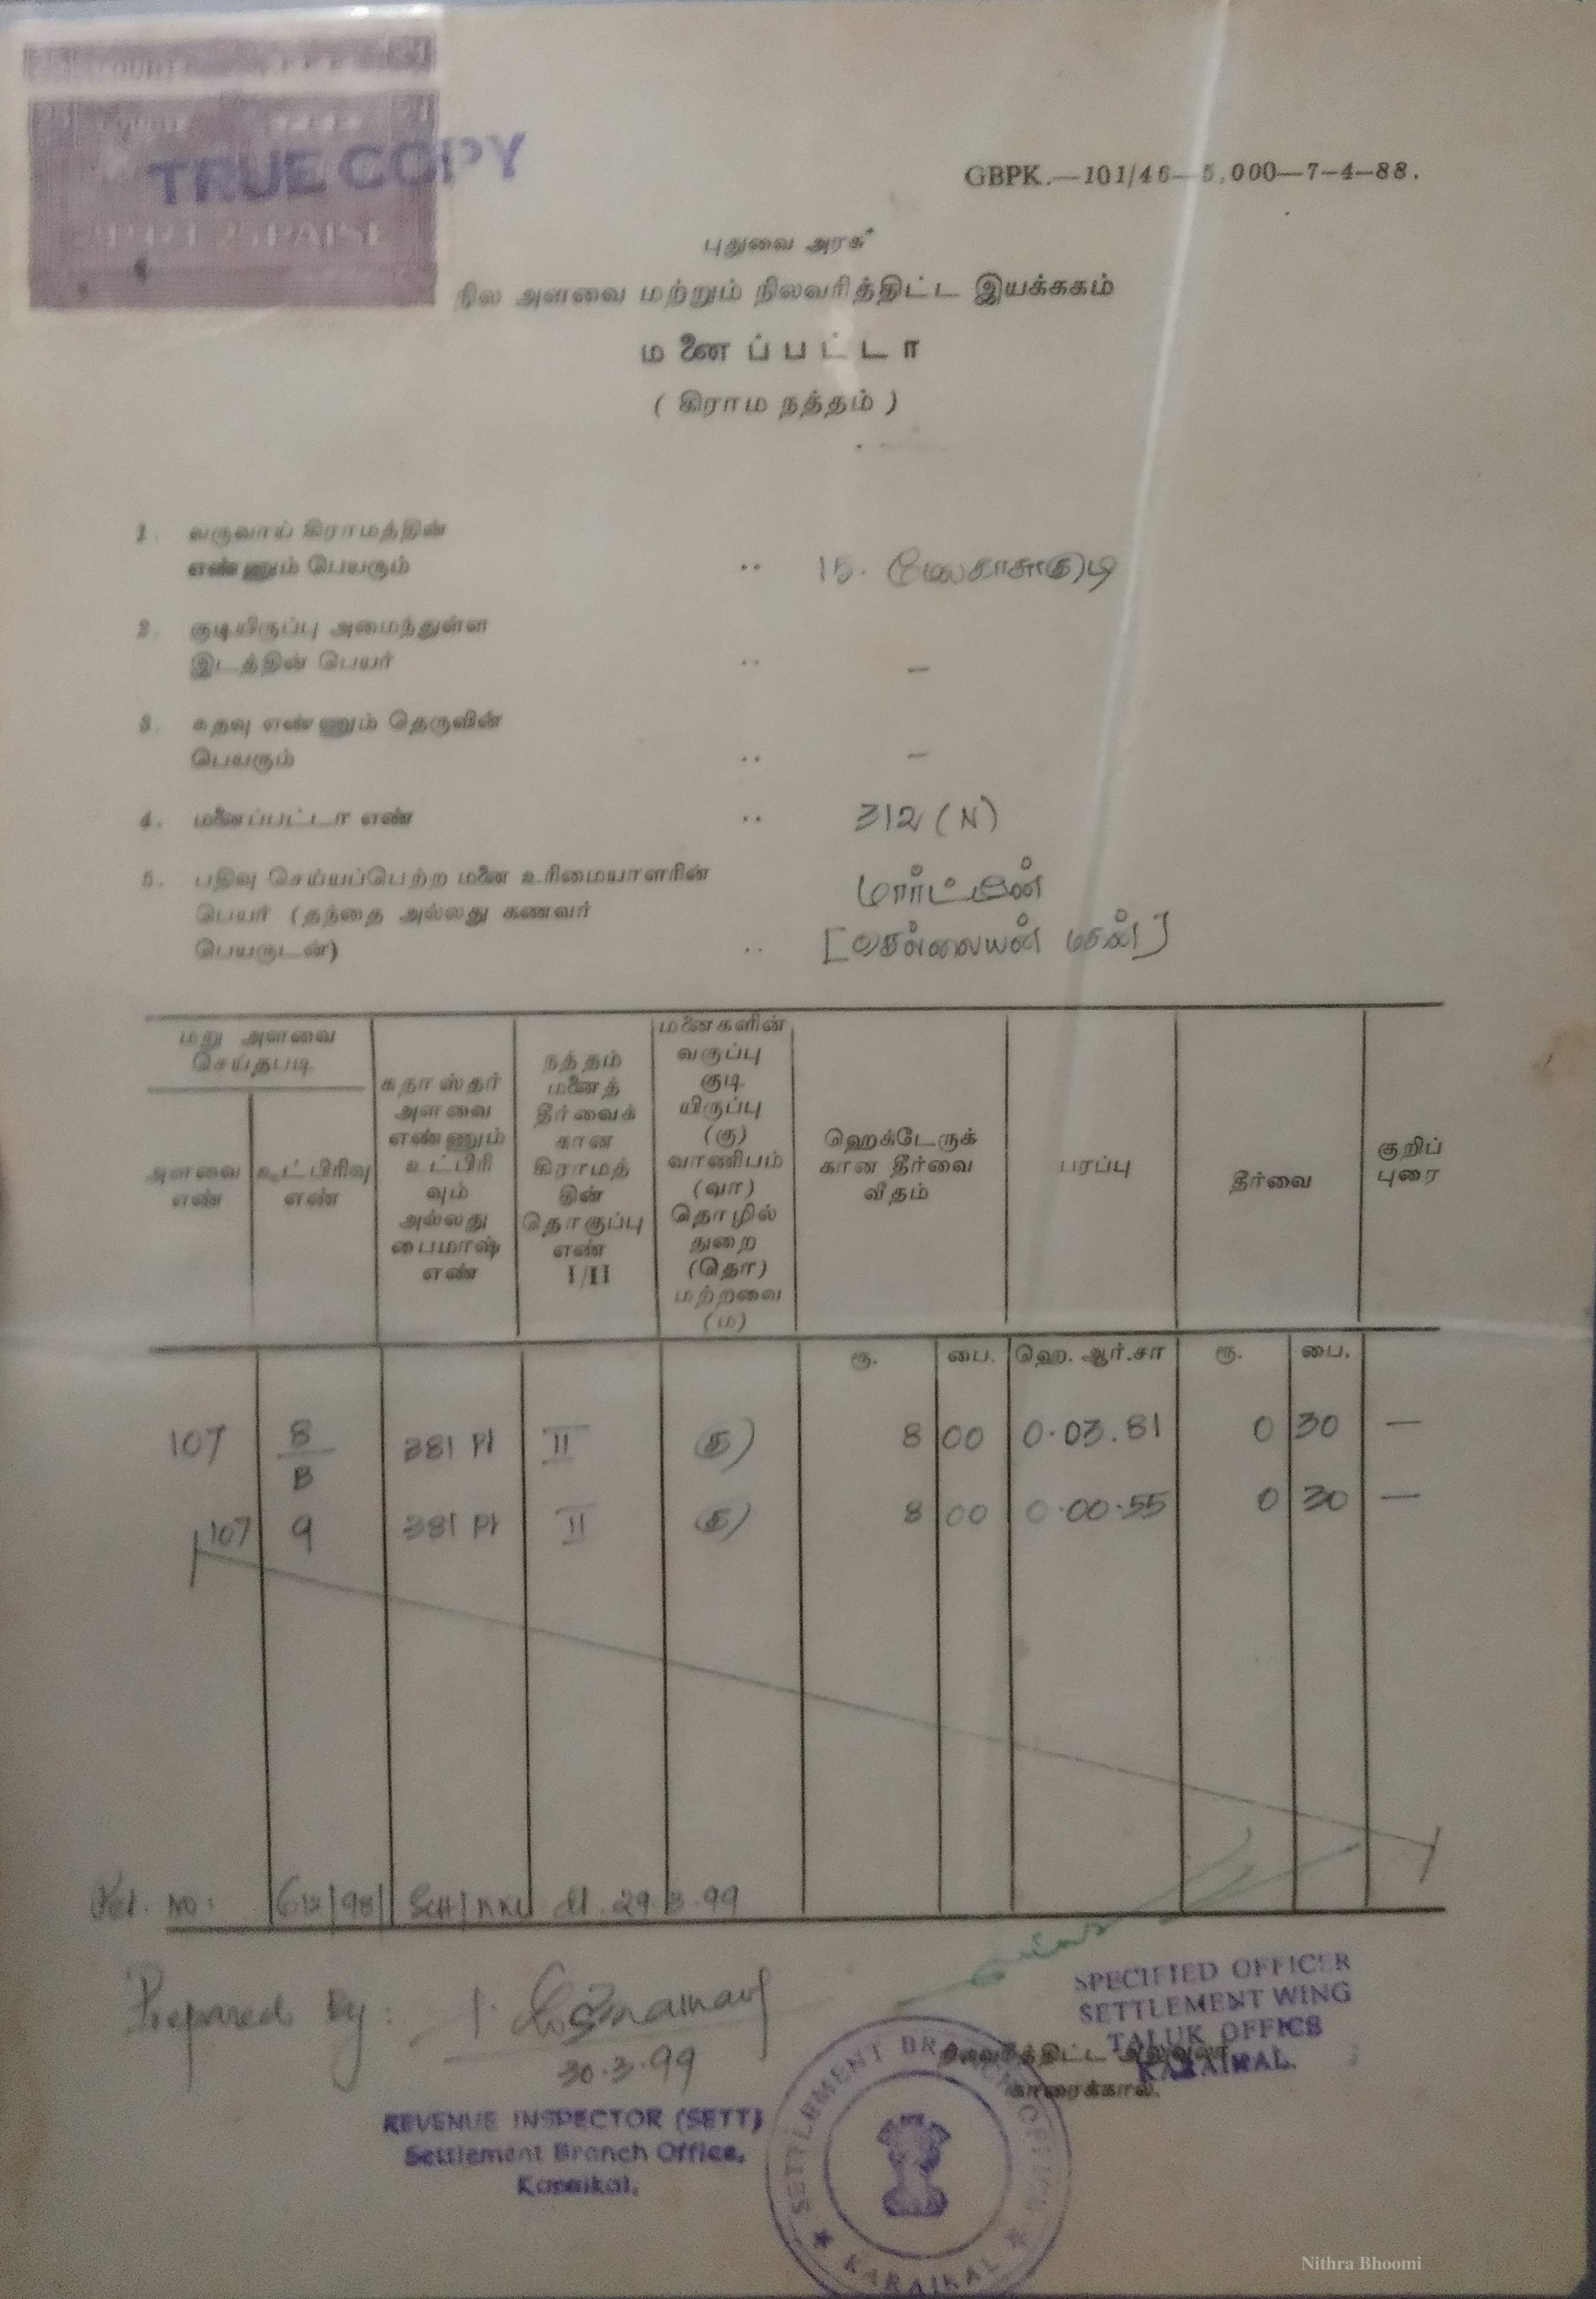 TRUE COPY
25 PAISE
GBPK.—101/46—5,000—7-4-88.
புதுவை அரசு
நில அளவை மற்றும் நிலவரித்திட்ட இயக்ககம்
மனைப்பட்டா
( கிராம நத்தம் )
1. வருவாய் கிராமத்தின்
எண்ணும் பெயரும் .. 15. மேலகாசாகுடி
2. குடியிருப்பு அமைந்துள்ள
இடத்தின் பெயர் .. —
3. கதவு எண்ணும் தெருவின்
பெயரும் .. —
4. மனைப்பட்டா எண் .. 312 (N)
5. பதிவு செய்யப்பெற்ற மனை உரிமையாளரின்
பெயர் (தந்தை அல்லது கணவர்
பெயருடன்) ..
மார்ட்டின்
[செல்லையன் மகன்]
மறு அளவை
செய்தபடி
அளவை
எண்
உட்பிரிவு
எண்
கதாஸ்தர்
அளவை
எண்ணும்
உட்பிரி
வும்
அல்லது
பைமாஷ்
எண்
நத்தம்
மனைத்
தீர்வைக்
கான
கிராமத்
தின்
தொகுப்பு
எண்
I/II
மனைகளின்
வகுப்பு
குடி
யிருப்பு
(கு)
வாணிபம்
(வா)
தொழில்
துறை
(தொ)
மற்றவை
(ம)
ஹெக்டேருக்
கான தீர்வை
வீதம்
பரப்பு
தீர்வை
குறிப்
புரை
ரூ. பை. ஹெ. ஆர்.சா ரூ. பை.
107 8/B 381 Pt II (கு) 8 00 0.03.81 0 30 —
107 9 381 Pt II (கு) 8 00 0.00.55 0 30 —
Ref. No: 612/98 SCH/KKL dt. 29.3.99
Prepared By:
30.3.99
REVENUE INSPECTOR (SETT)
Settlement Branch Office,
Karaikal.
SPECIFIED OFFICER
SETTLEMENT WING
TALUK OFFICE
KARAIKAL.
காரைக்கால்.
SETTLEMENT BRANCH OFFICE
★ KARAIKAL ★
Nithra Bhoomi